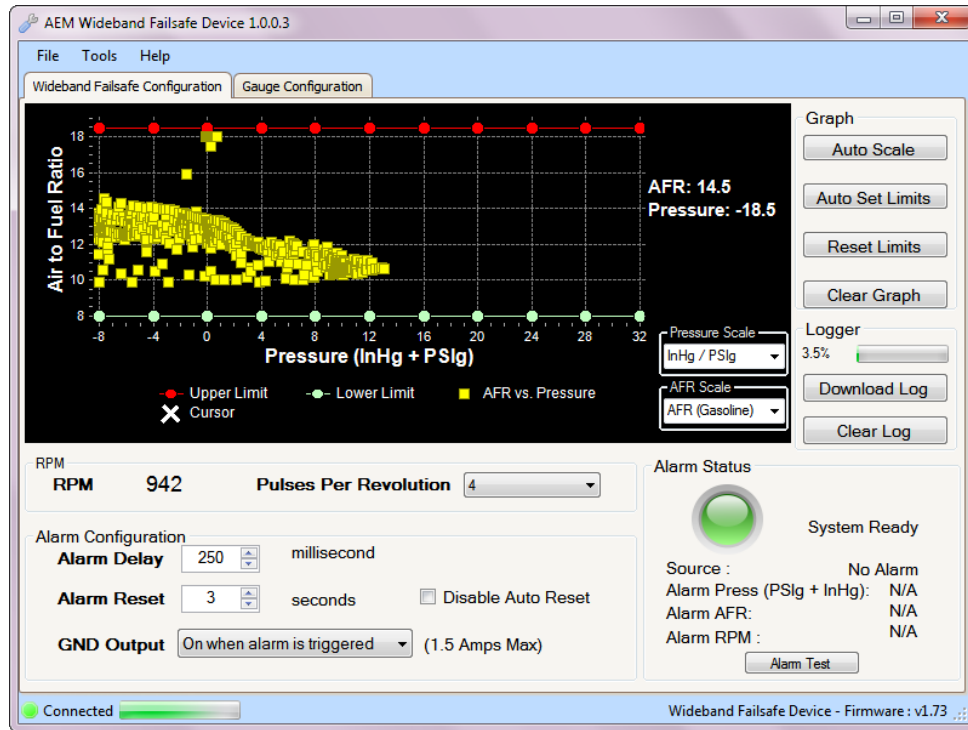 AEM Wideband Failsafe Device 1.0.0.3
File Tools Help
Wideband Failsafe Configuration Gauge Configuration
Graph
Auto Scale
Auto Set Limits
Reset Limits
Clear Graph
Air to Fuel Ratio
18
16
14
12
10
8
-8 -4 0 4 8 12 16 20 24 28 32
Pressure (InHg + PSIg)
AFR: 14.5
Pressure: -18.5
Pressure Scale
InHg / PSIg
AFR Scale
AFR (Gasoline)
Upper Limit Lower Limit AFR vs. Pressure
Cursor
Logger
3.5%
Download Log
Clear Log
RPM
RPM 942 Pulses Per Revolution 4
Alarm Configuration
Alarm Delay 250 millisecond
Alarm Reset 3 seconds Disable Auto Reset
GND Output On when alarm is triggered (1.5 Amps Max)
Alarm Status
System Ready
Source : No Alarm
Alarm Press (PSIg + InHg): N/A
Alarm AFR: N/A
Alarm RPM : N/A
Alarm Test
Connected Wideband Failsafe Device - Firmware : v1.73